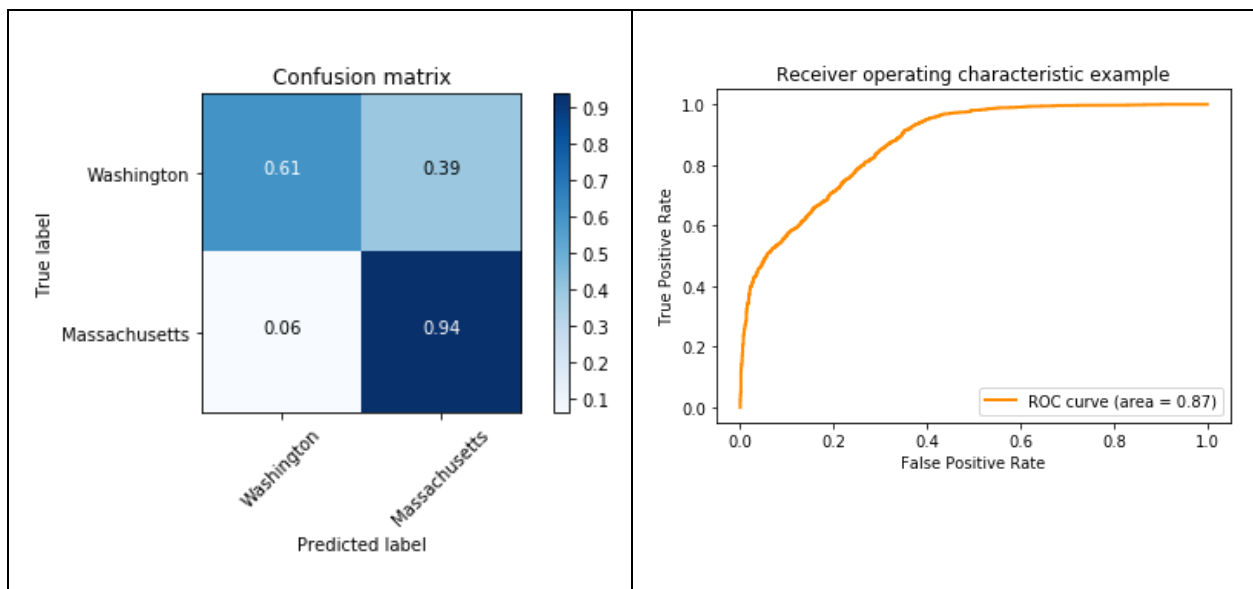 Confusion matrix
True label
Washington
Massachusetts
0.61
0.39
0.06
0.94
0.9
0.8
0.7
0.6
0.5
0.4
0.3
0.2
0.1
Washington
Massachusetts
Predicted label
Receiver operating characteristic example
True Positive Rate
1.0
0.8
0.6
0.4
0.2
0.0
ROC curve (area = 0.87)
0.0 0.2 0.4 0.6 0.8 1.0
False Positive Rate